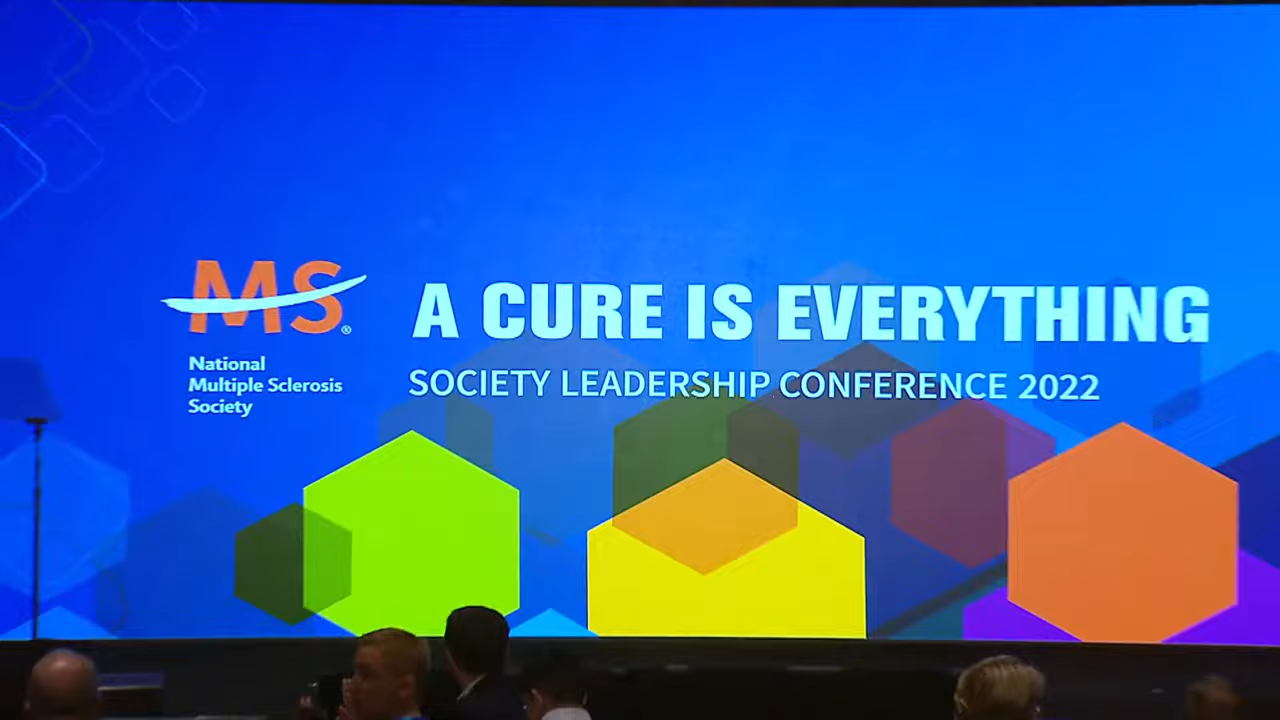 MS®
National
Multiple Sclerosis
Society
A CURE IS EVERYTHING
SOCIETY LEADERSHIP CONFERENCE 2022